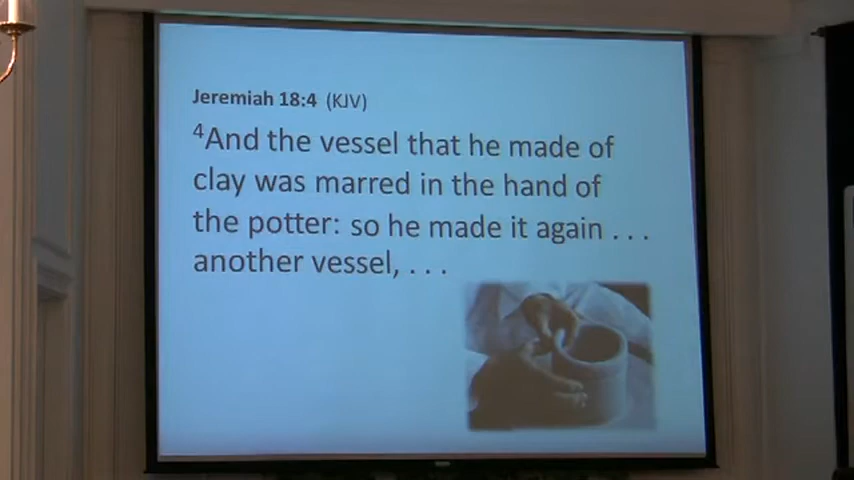 Jeremiah 18:4 (KJV)
4And the vessel that he made of
clay was marred in the hand of
the potter: so he made it again . . .
another vessel, . . .